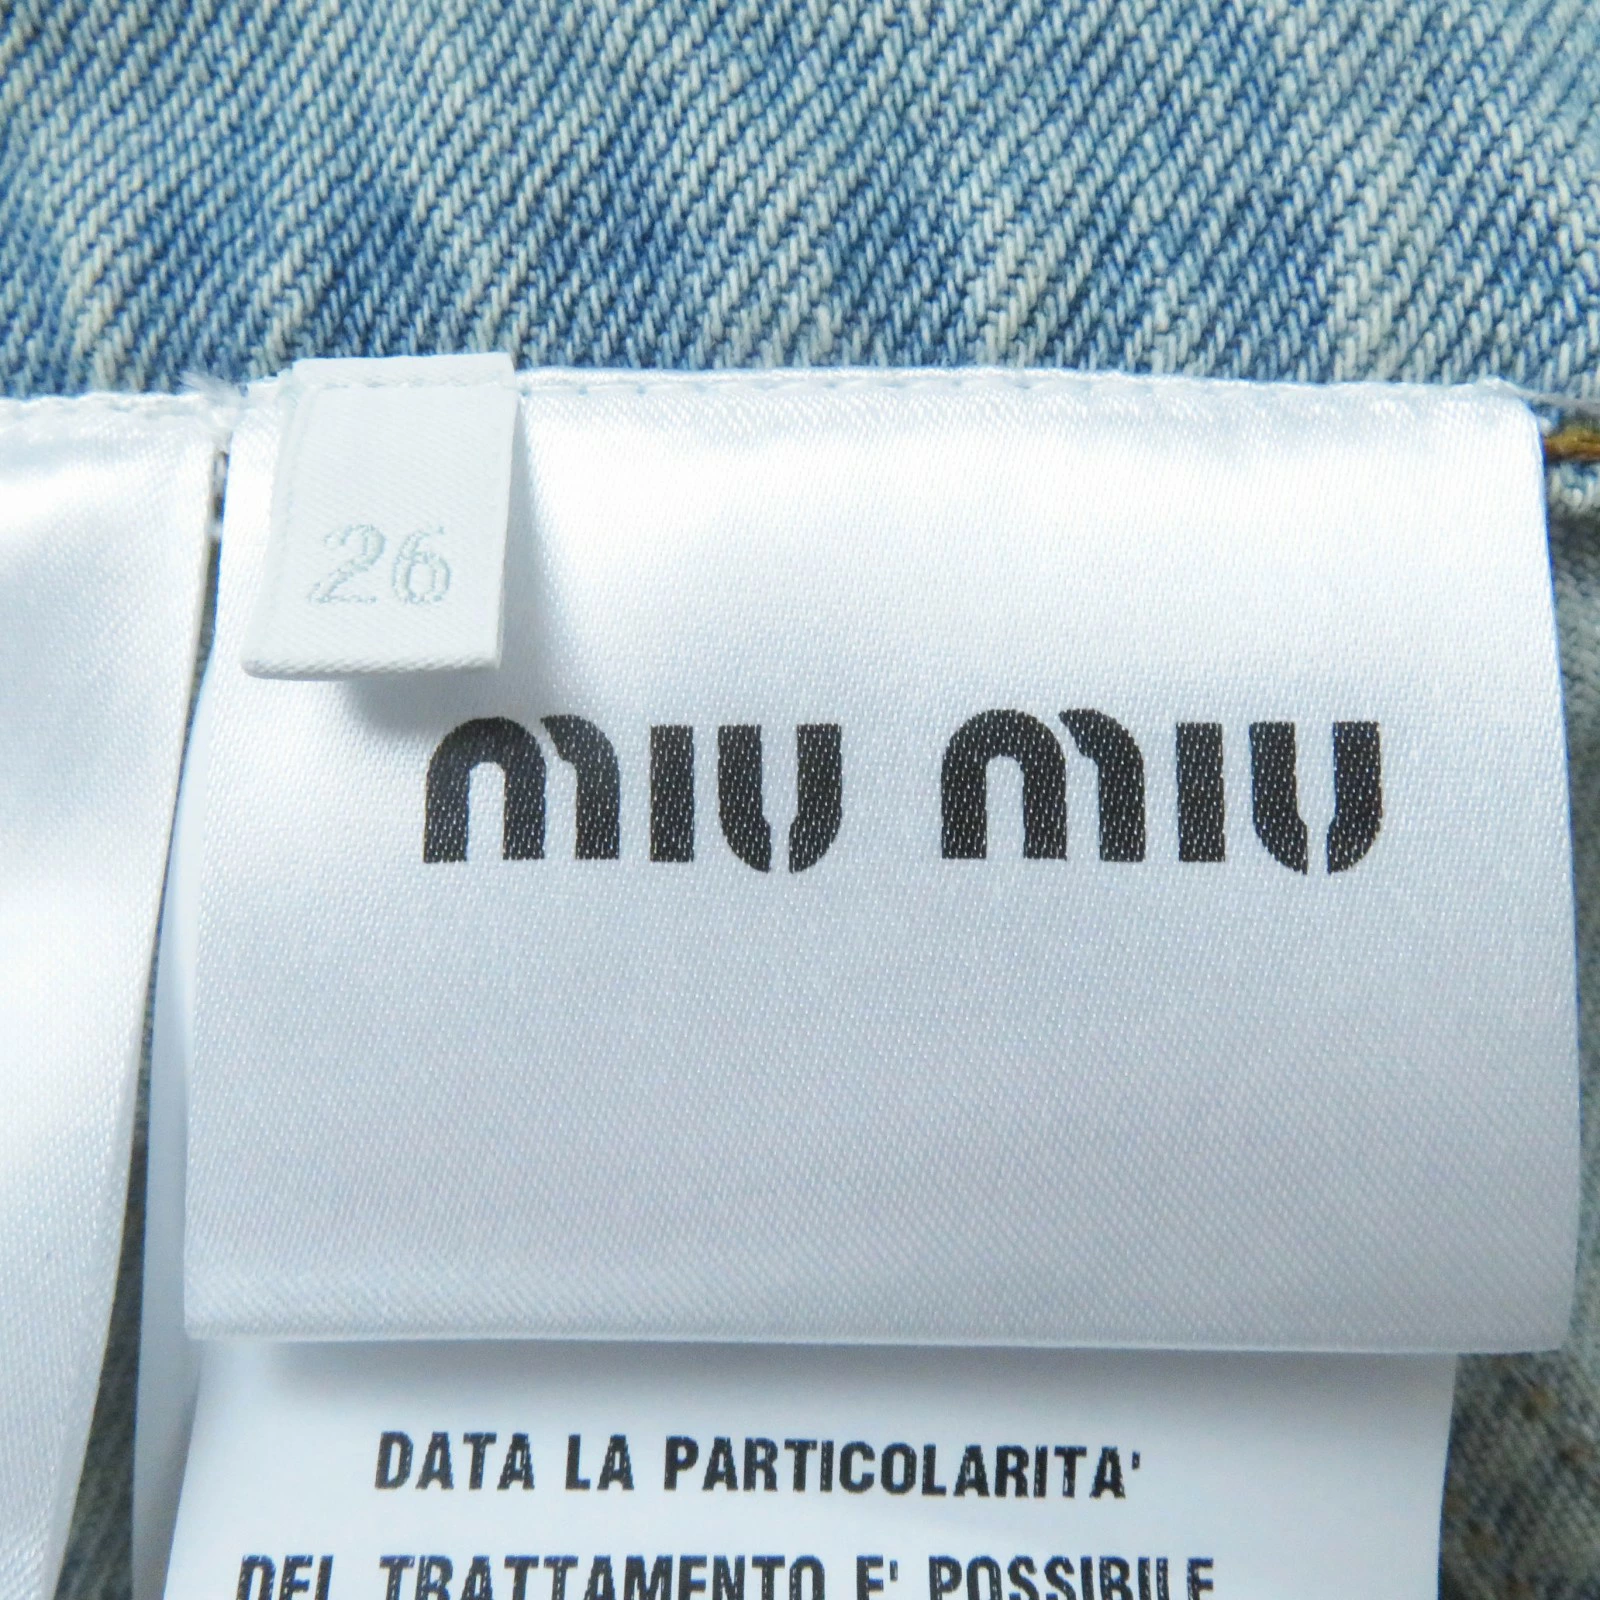 26
miu miu
DATA LA PARTICOLARITA'
DEL TRATTAMENTO E' POSSIBILE